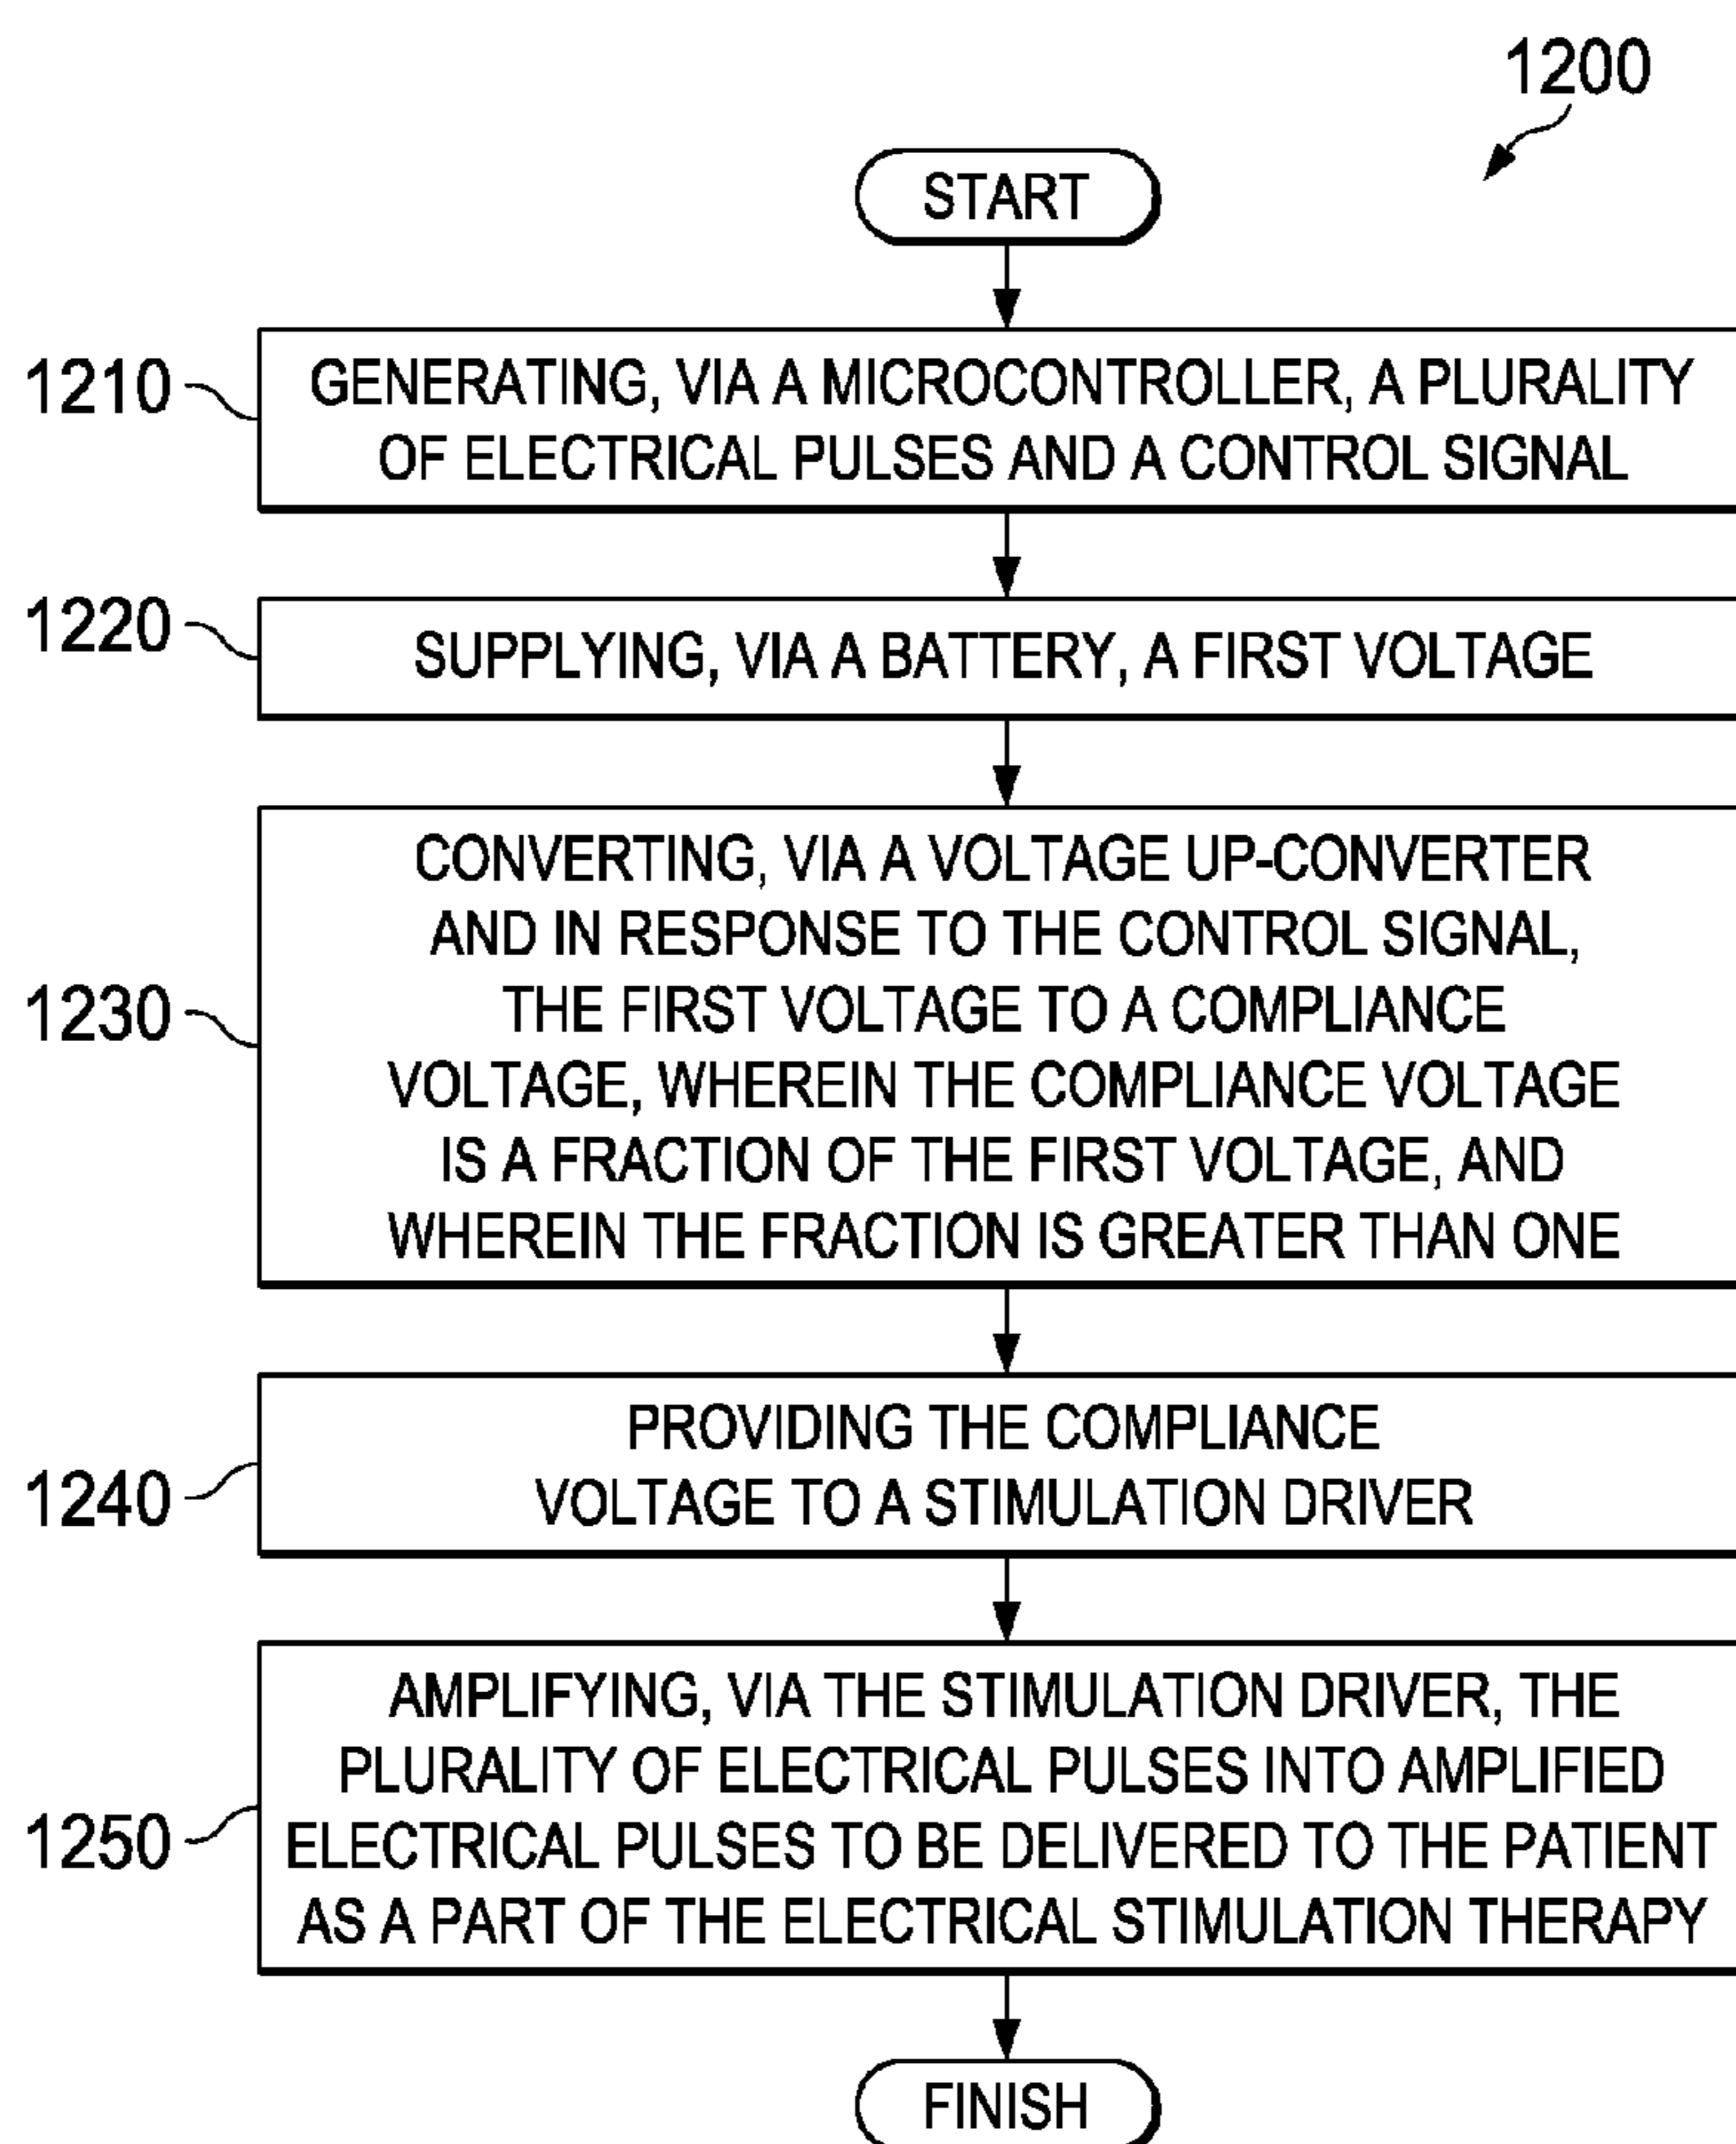 1200
START
1210
GENERATING, VIA A MICROCONTROLLER, A PLURALITY
OF ELECTRICAL PULSES AND A CONTROL SIGNAL
1220
SUPPLYING, VIA A BATTERY, A FIRST VOLTAGE
1230
CONVERTING, VIA A VOLTAGE UP-CONVERTER
AND IN RESPONSE TO THE CONTROL SIGNAL,
THE FIRST VOLTAGE TO A COMPLIANCE
VOLTAGE, WHEREIN THE COMPLIANCE VOLTAGE
IS A FRACTION OF THE FIRST VOLTAGE, AND
WHEREIN THE FRACTION IS GREATER THAN ONE
1240
PROVIDING THE COMPLIANCE
VOLTAGE TO A STIMULATION DRIVER
1250
AMPLIFYING, VIA THE STIMULATION DRIVER, THE
PLURALITY OF ELECTRICAL PULSES INTO AMPLIFIED
ELECTRICAL PULSES TO BE DELIVERED TO THE PATIENT
AS A PART OF THE ELECTRICAL STIMULATION THERAPY
FINISH